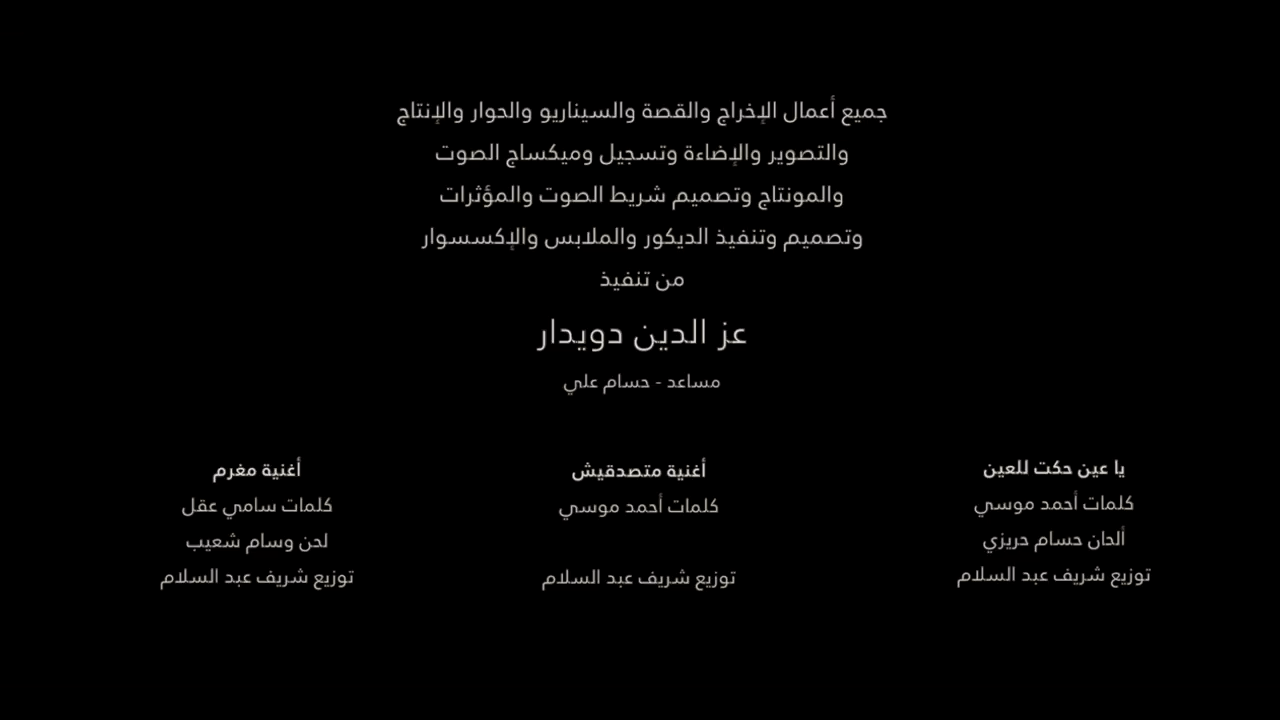 جميع أعمال الإخراج والقصة والسيناريو والحوار والإنتاج
والتصوير والإضاءة وتسجيل وميكساج الصوت
والمونتاج وتصميم شريط الصوت والمؤثرات
وتصميم وتنفيذ الديكور والملابس والإكسسوار
من تنفيذ
عز الدين دويدار
مساعد - حسام علي
يا عين حكت للعين
كلمات أحمد موسي
ألحان حسام حريزي
توزيع شريف عبد السلام
أغنية متصدقيش
كلمات أحمد موسي
توزيع شريف عبد السلام
أغنية مغرم
كلمات سامي عقل
لحن وسام شعيب
توزيع شريف عبد السلام